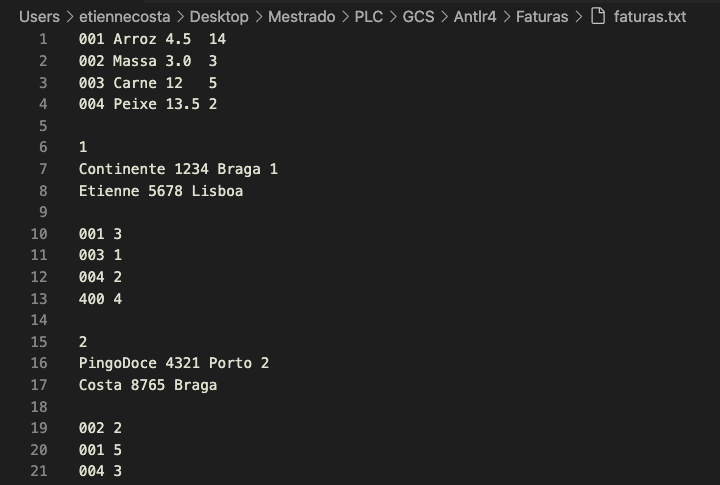 Users > etiennecosta > Desktop > Mestrado > PLC > GCS > Antlr4 > Faturas > faturas.txt
1 001 Arroz 4.5  14
2 002 Massa 3.0  3
3 003 Carne 12   5
4 004 Peixe 13.5 2
5
6 1
7 Continente 1234 Braga 1
8 Etienne 5678 Lisboa
9
10 001 3
11 003 1
12 004 2
13 400 4
14
15 2
16 PingoDoce 4321 Porto 2
17 Costa 8765 Braga
18
19 002 2
20 001 5
21 004 3